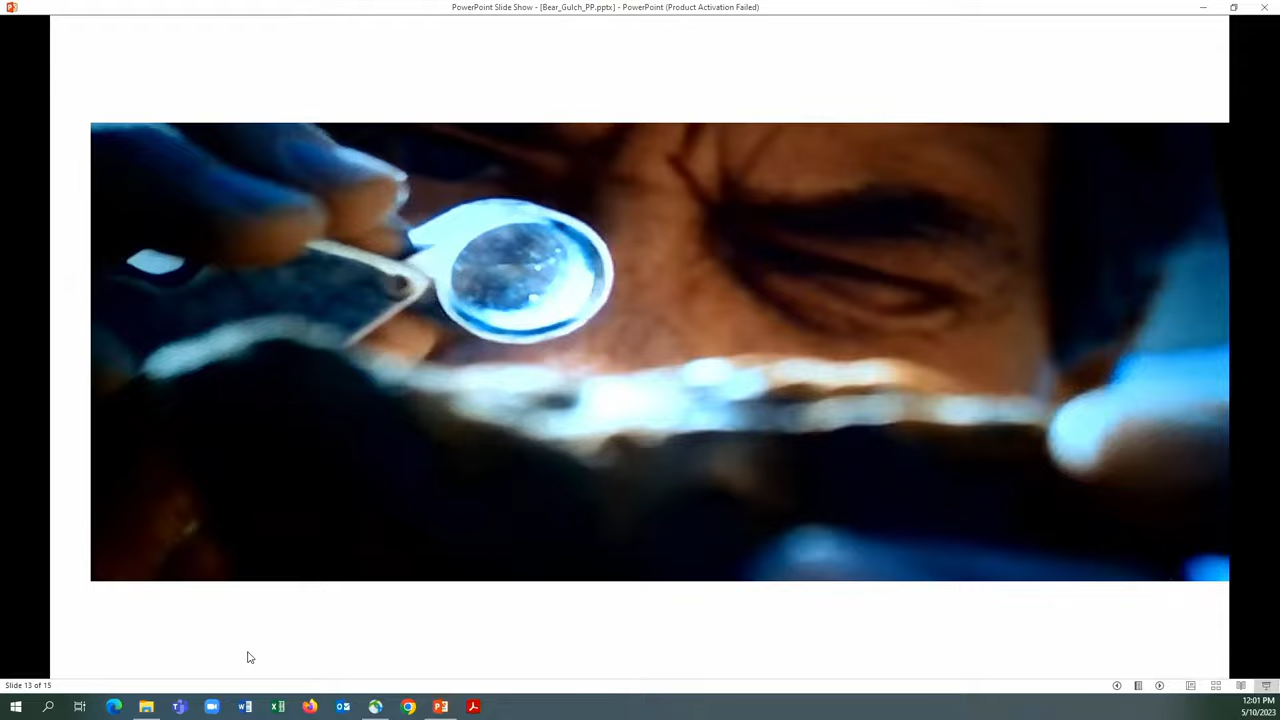 PowerPoint Slide Show - [Bear_Gulch_PP.pptx] - PowerPoint (Product Activation Failed)
Slide 13 of 15
12:01 PM
5/10/2023